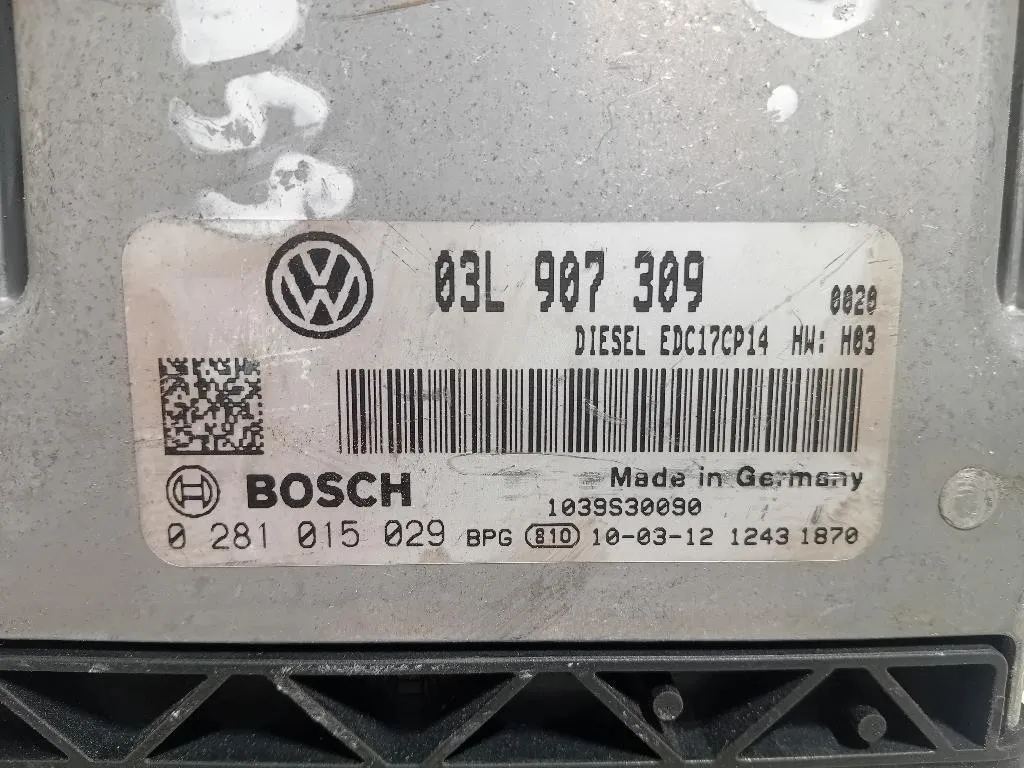 03L 907 309
0020
DIESEL EDC17CP14 HW: H03
BOSCH
Made in Germany
1039S30090
0 281 015 029 BPG 810 10-03-12 1243 1870